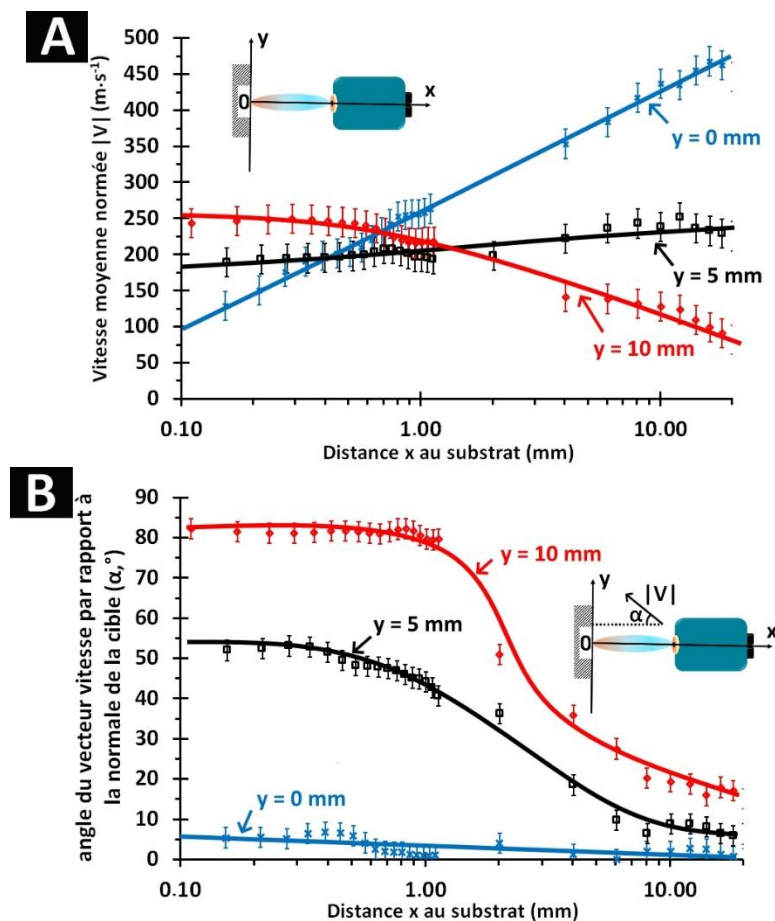 A
Vitesse moyenne normée |V| (m·s⁻¹)
500
450
400
350
300
250
200
150
100
50
0
y
0
x
y = 0 mm
y = 5 mm
y = 10 mm
0.10
1.00
10.00
Distance x au substrat (mm)
B
angle du vecteur vitesse par rapport à
la normale de la cible (α,°)
90
80
70
60
50
40
30
20
10
0
y = 10 mm
y
|V|
α
0
x
y = 5 mm
y = 0 mm
0.10
1.00
10.00
Distance x au substrat (mm)